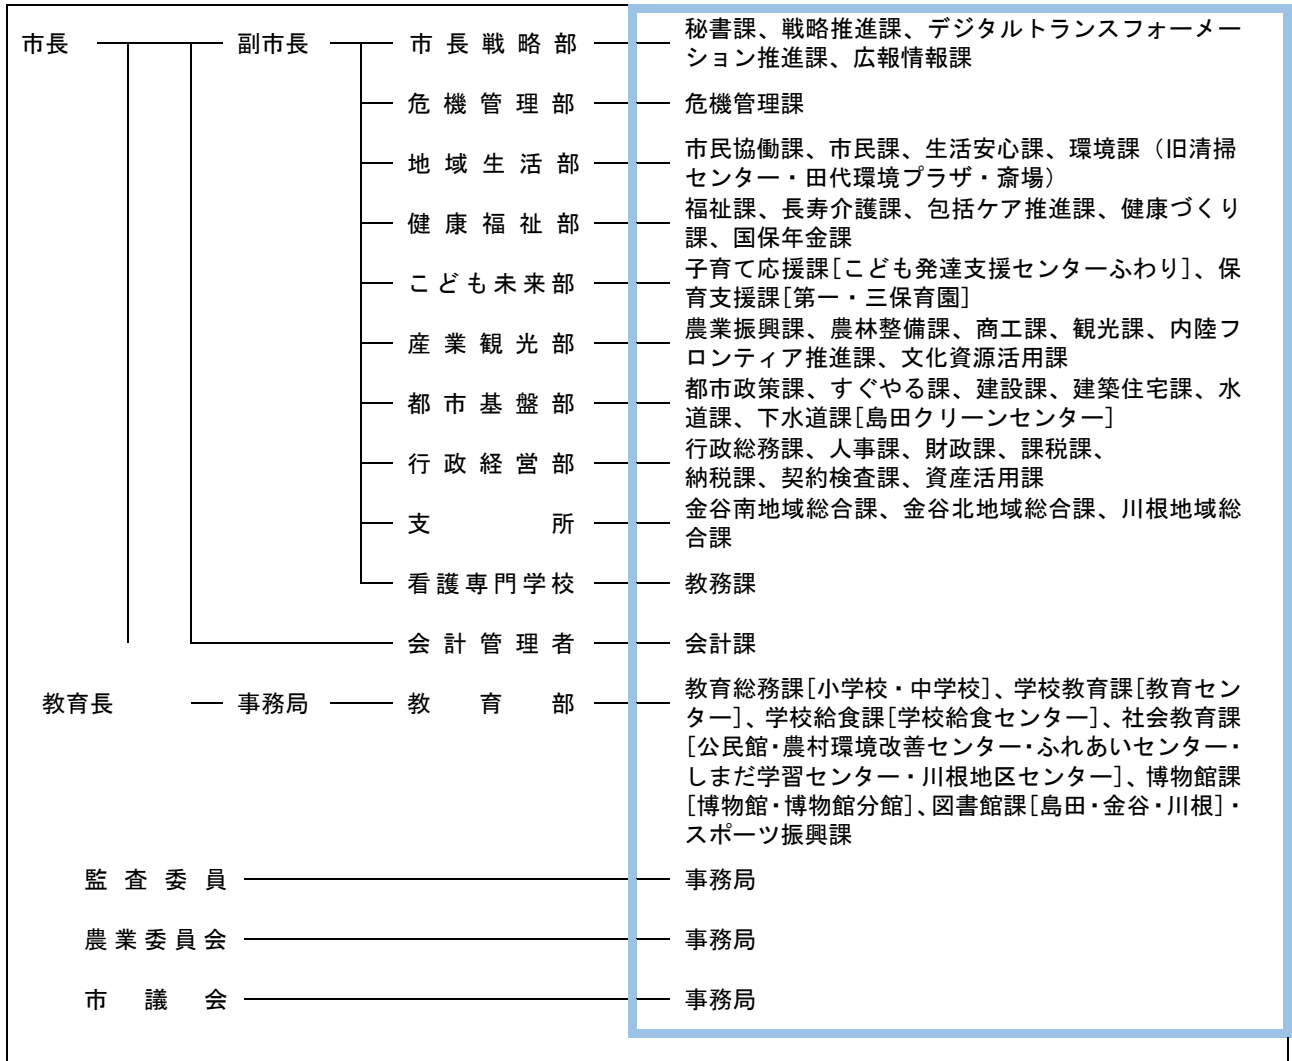 市長 副市長 市長戦略部 秘書課、戦略推進課、デジタルトランスフォーメー
ション推進課、広報情報課
危機管理部 危機管理課
地域生活部 市民協働課、市民課、生活安心課、環境課（旧清掃
センター・田代環境プラザ・斎場）
健康福祉部 福祉課、長寿介護課、包括ケア推進課、健康づくり
課、国保年金課
こども未来部 子育て応援課[こども発達支援センターふわり]、保
育支援課[第一・三保育園]
産業観光部 農業振興課、農林整備課、商工課、観光課、内陸フ
ロンティア推進課、文化資源活用課
都市基盤部 都市政策課、すぐやる課、建設課、建築住宅課、水
道課、下水道課[島田クリーンセンター]
行政経営部 行政総務課、人事課、財政課、課税課、
納税課、契約検査課、資産活用課
支所 金谷南地域総合課、金谷北地域総合課、川根地域総
合課
看護専門学校 教務課
会計管理者 会計課
教育長 事務局 教育部 教育総務課[小学校・中学校]、学校教育課[教育セン
ター]、学校給食課[学校給食センター]、社会教育課
[公民館・農村環境改善センター・ふれあいセンター・
しまだ学習センター・川根地区センター]、博物館課
[博物館・博物館分館]、図書館課[島田・金谷・川根]・
スポーツ振興課
監査委員 事務局
農業委員会 事務局
市議会 事務局